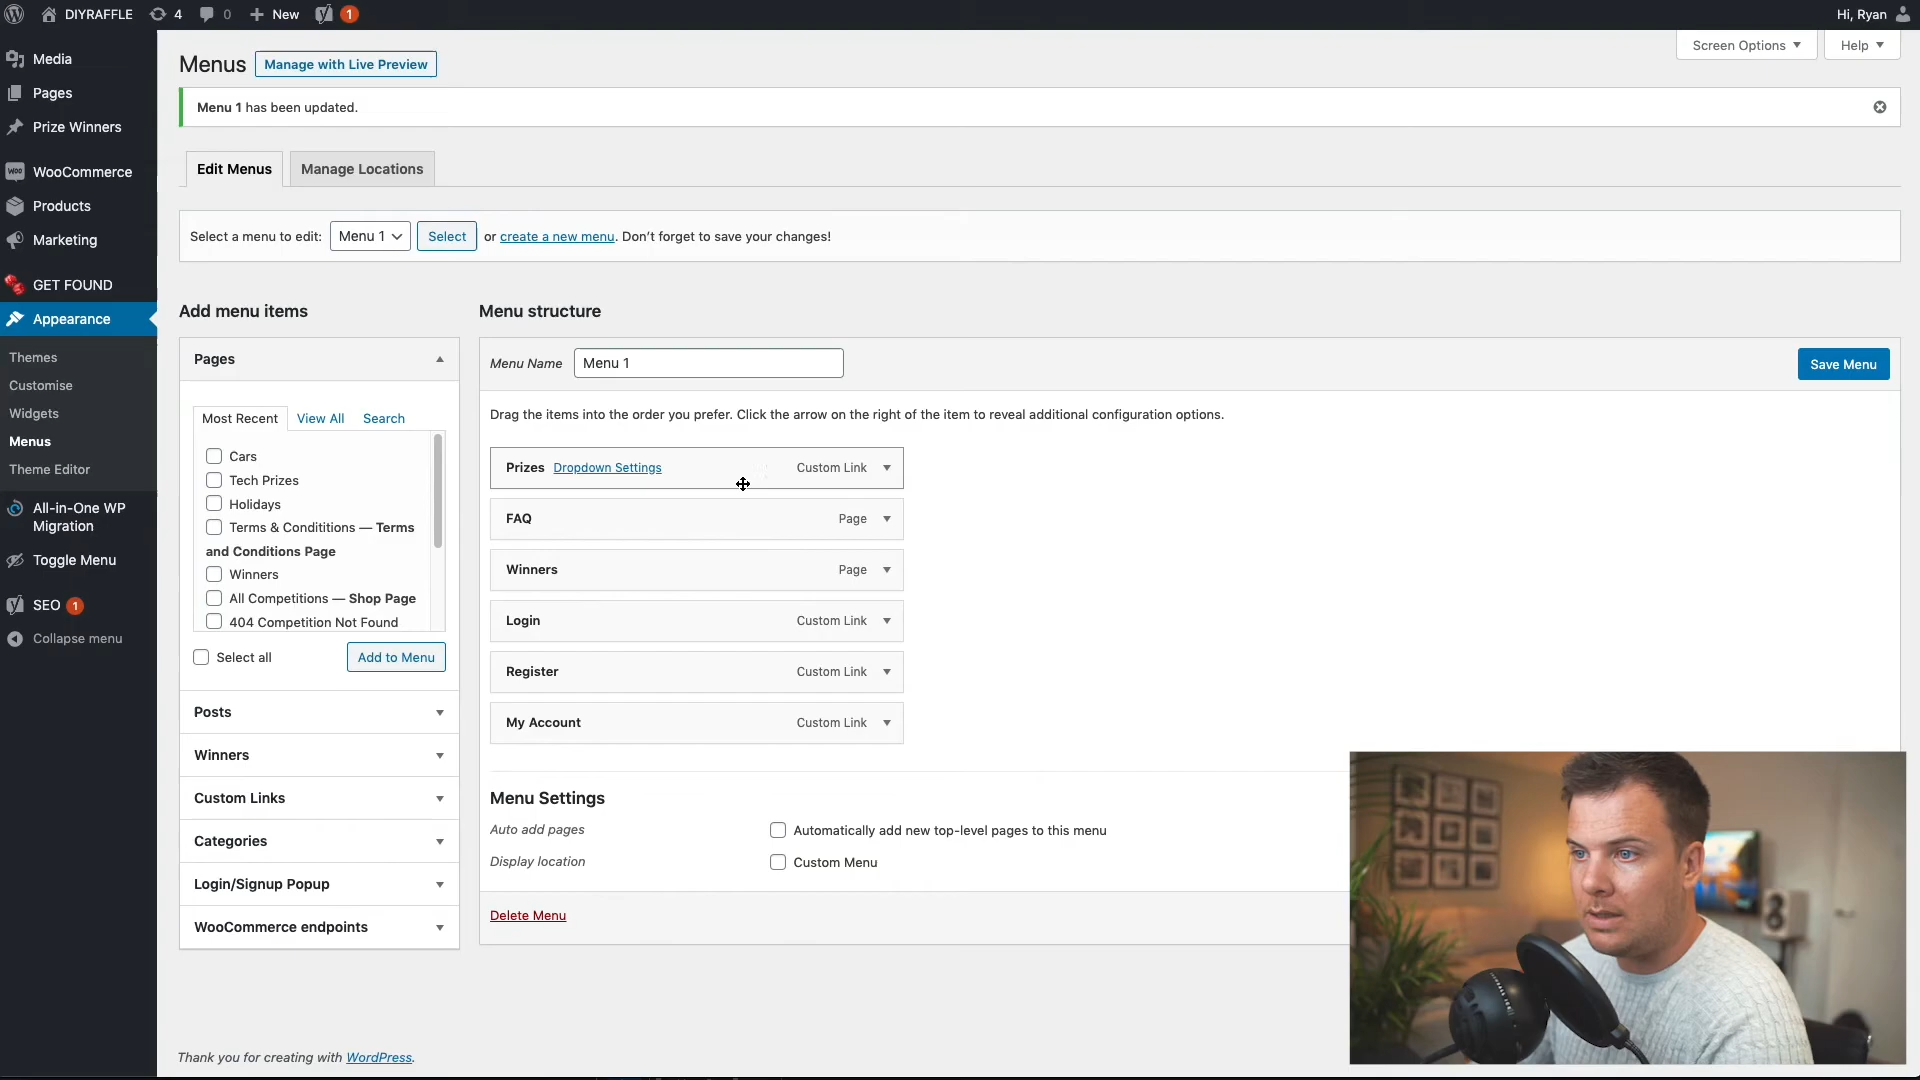 DIYRAFFLE 4 0 New 1
Hi, Ryan
Media
Pages
Prize Winners
WooCommerce
Products
Marketing
GET FOUND
Appearance
Themes
Customise
Widgets
Menus
Theme Editor
All-in-One WP
Migration
Toggle Menu
SEO 1
Collapse menu
Screen Options
Help
Menus Manage with Live Preview
Menu 1 has been updated.
Edit Menus Manage Locations
Select a menu to edit: Menu 1 Select or create a new menu. Don't forget to save your changes!
Add menu items
Pages
Most Recent View All Search
Cars
Tech Prizes
Holidays
Terms & Condititions — Terms
and Conditions Page
Winners
All Competitions — Shop Page
404 Competition Not Found
Select all Add to Menu
Posts
Winners
Custom Links
Categories
Login/Signup Popup
WooCommerce endpoints
Menu structure
Menu Name Menu 1 Save Menu
Drag the items into the order you prefer. Click the arrow on the right of the item to reveal additional configuration options.
Prizes Dropdown Settings Custom Link
FAQ Page
Winners Page
Login Custom Link
Register Custom Link
My Account Custom Link
Menu Settings
Auto add pages Automatically add new top-level pages to this menu
Display location Custom Menu
Delete Menu
Thank you for creating with WordPress.